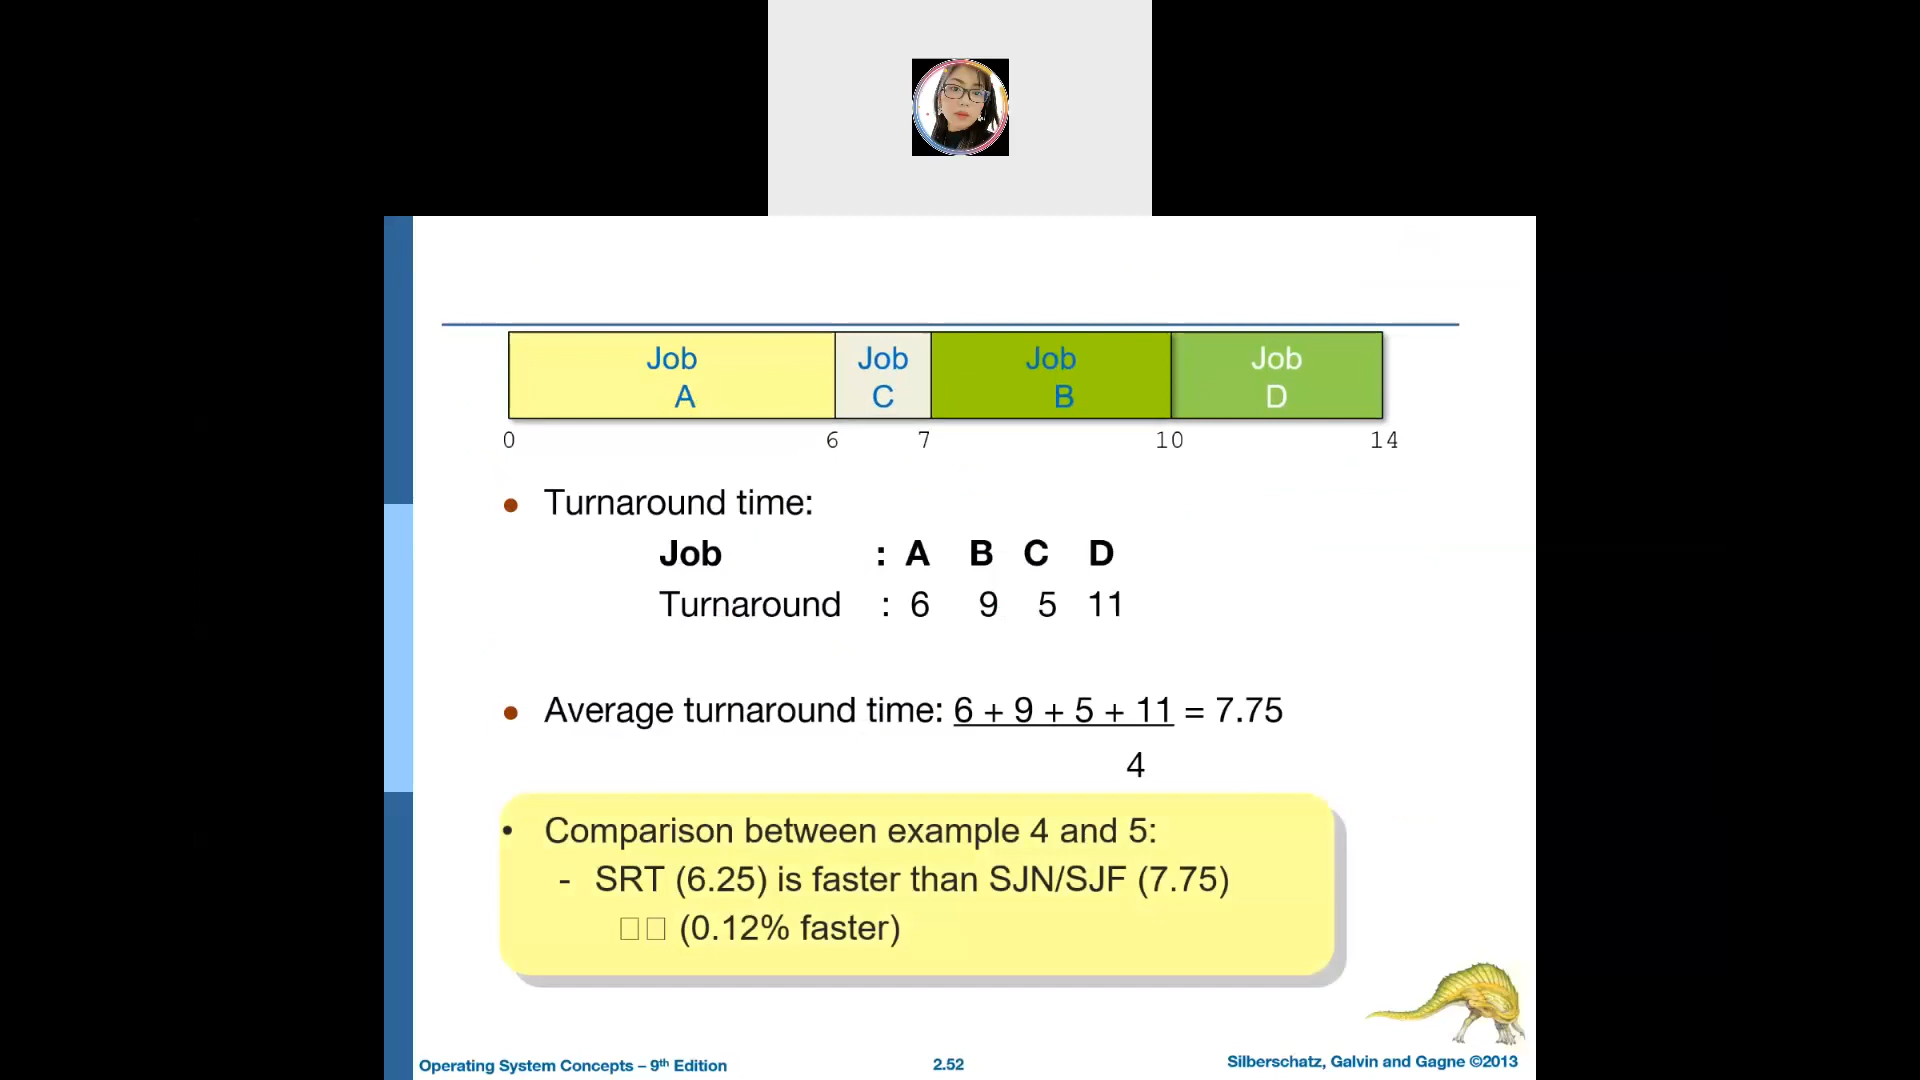 Job Job Job Job
A C B D
0 6 7 10 14
• Turnaround time:
Job : A B C D
Turnaround : 6 9 5 11
• Average turnaround time: 6 + 9 + 5 + 11 = 7.75
4
• Comparison between example 4 and 5:
- SRT (6.25) is faster than SJN/SJF (7.75)
(0.12% faster)
Operating System Concepts – 9th Edition 2.52 Silberschatz, Galvin and Gagne ©2013